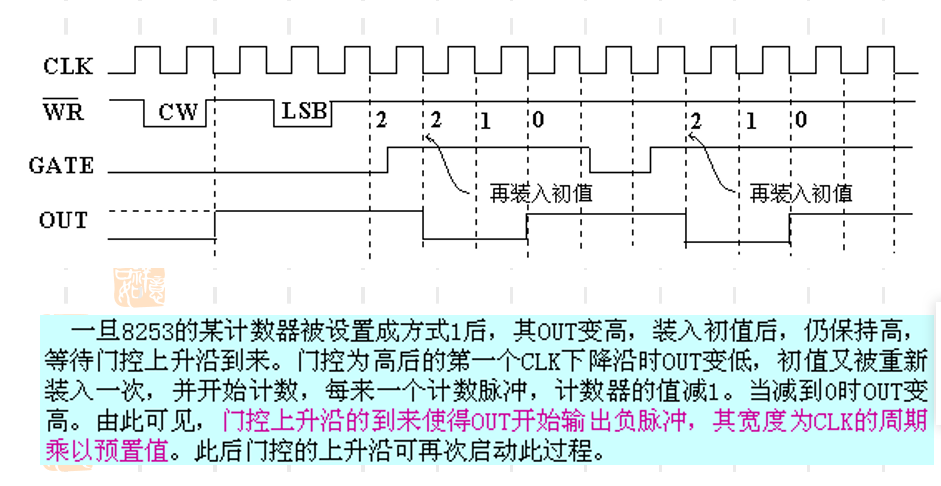 CLK
WR CW LSB 2 2 1 0 2 1 0
GATE
再装入初值 再装入初值
OUT
一旦8253的某计数器被设置成方式1后，其OUT变高，装入初值后，仍保持高，
等待门控上升沿到来。门控为高后的第一个CLK下降沿时OUT变低，初值又被重新
装入一次，并开始计数，每来一个计数脉冲，计数器的值减1。当减到0时OUT变
高。由此可见，门控上升沿的到来使得OUT开始输出负脉冲，其宽度为CLK的周期
乘以预置值。此后门控的上升沿可再次启动此过程。